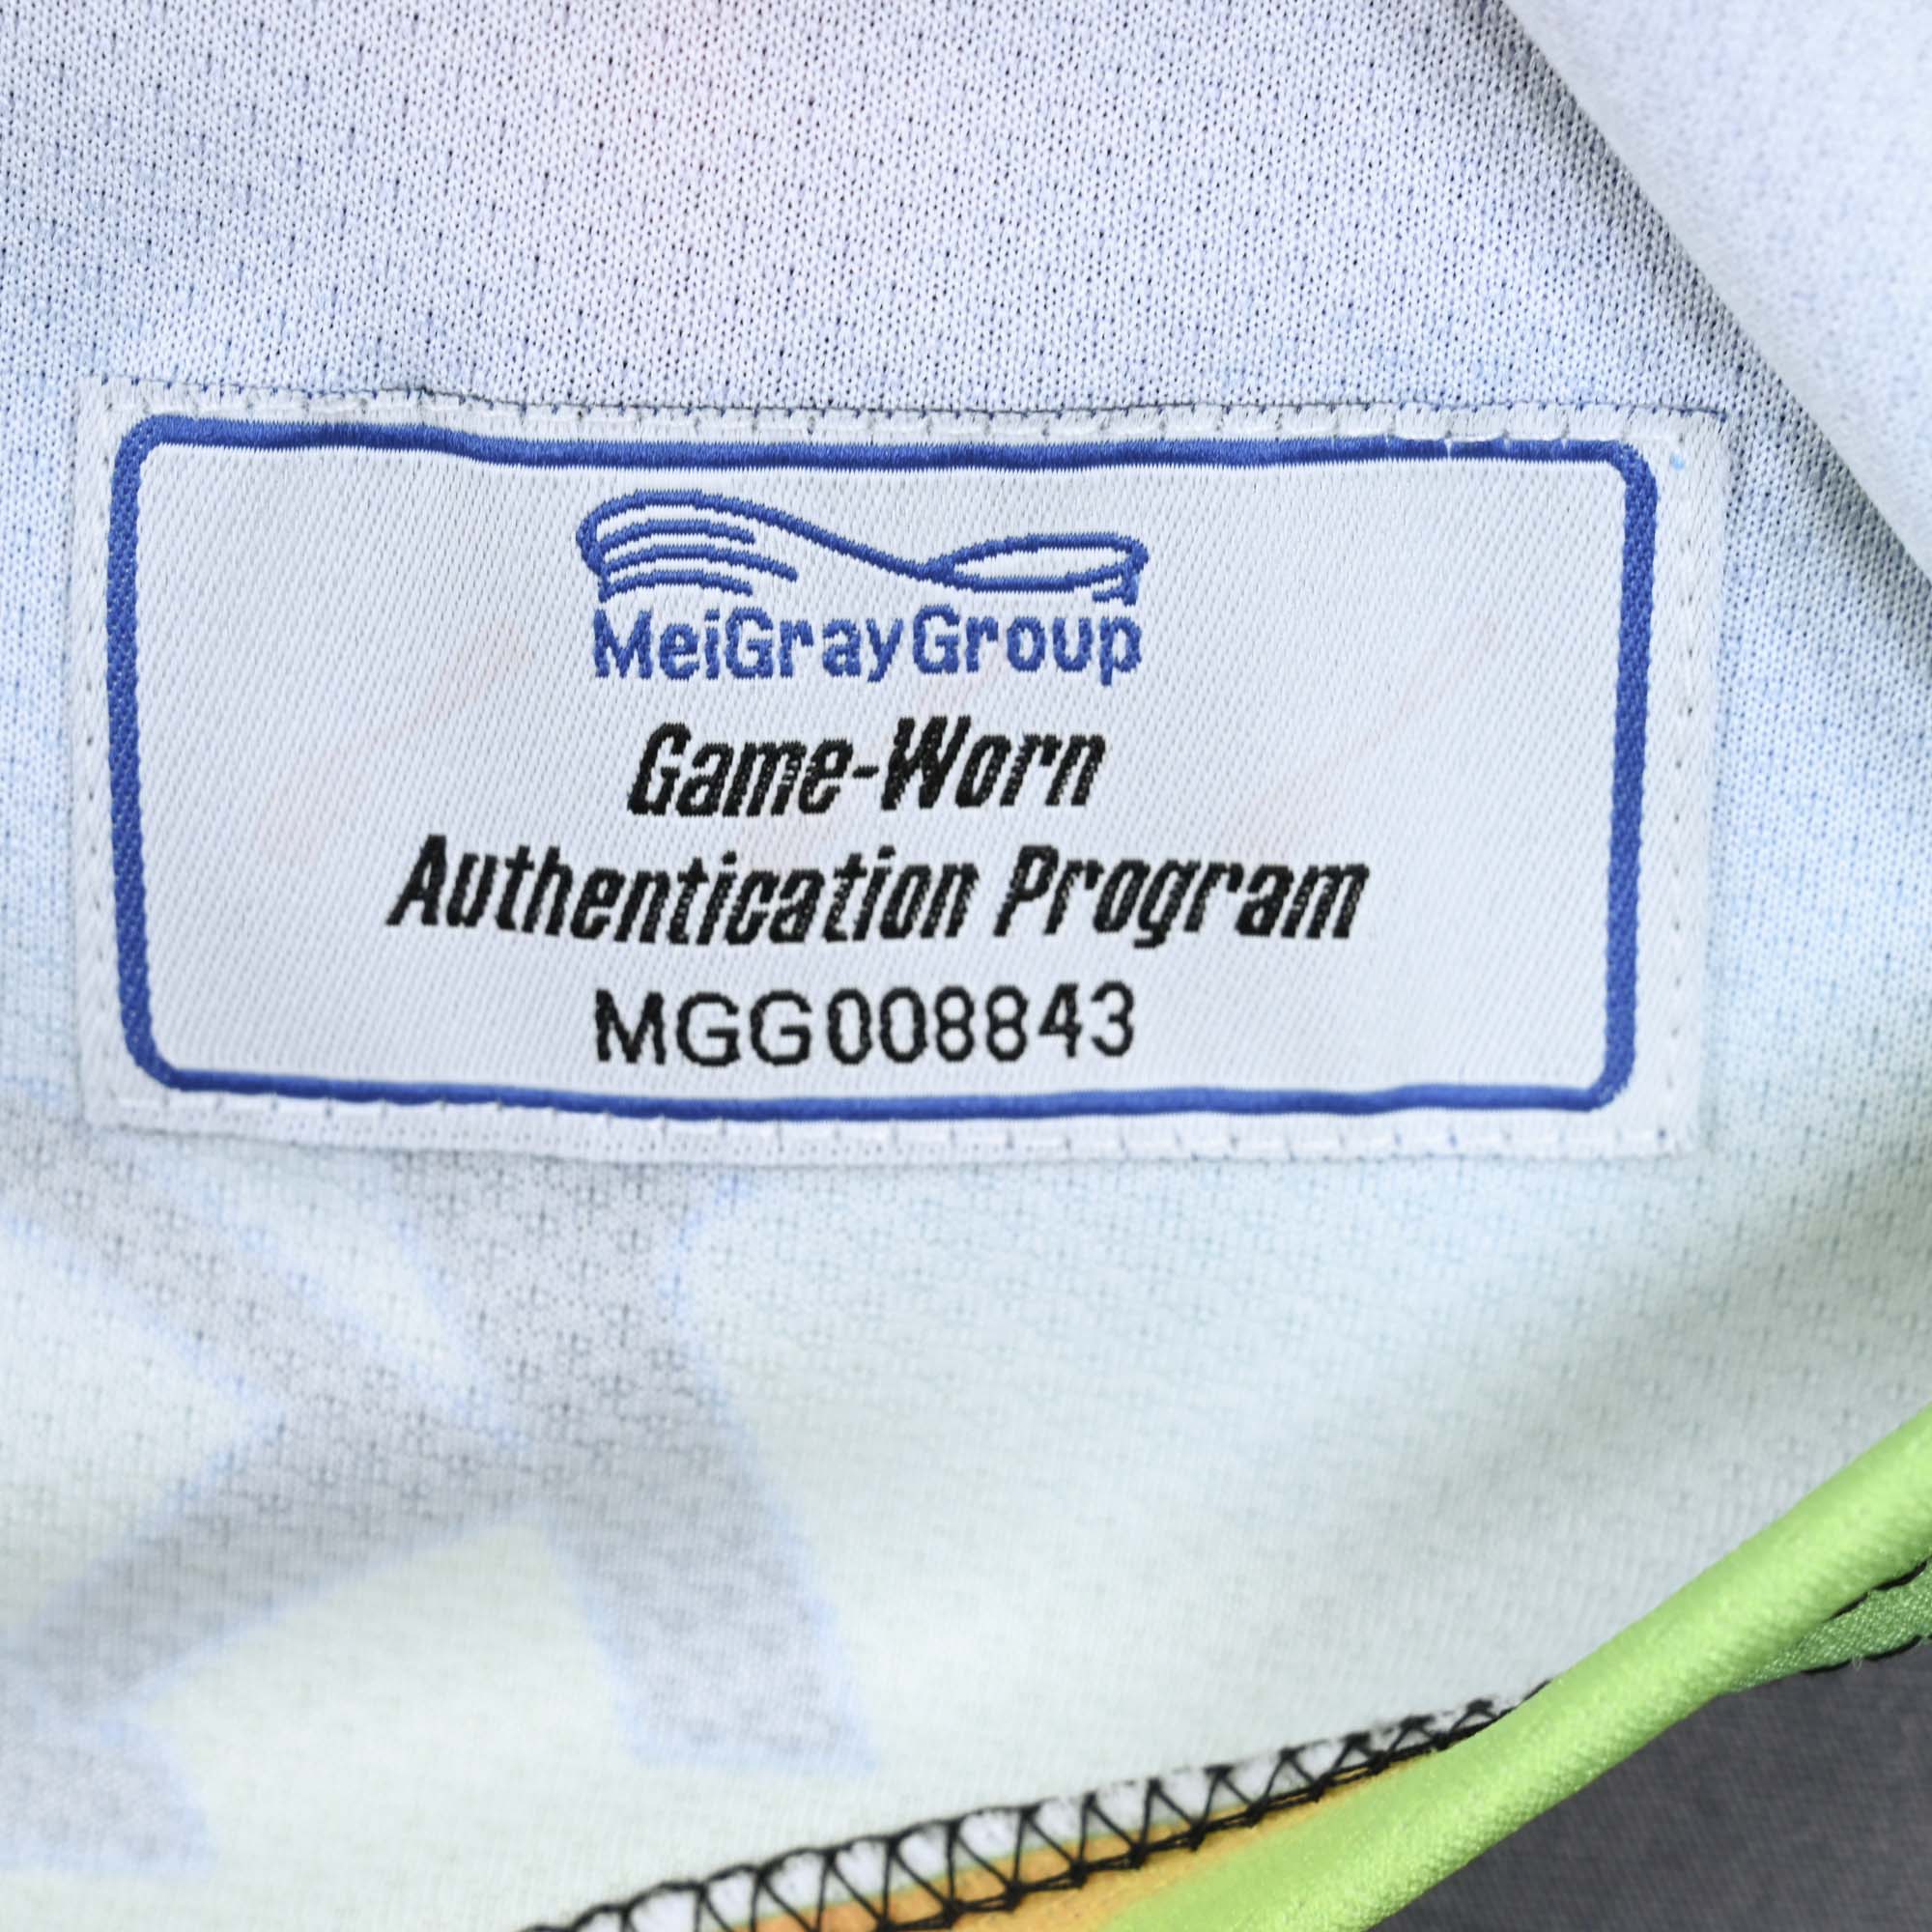 MeiGrayGroup
Game-Worn
Authentication Program
MGG008843